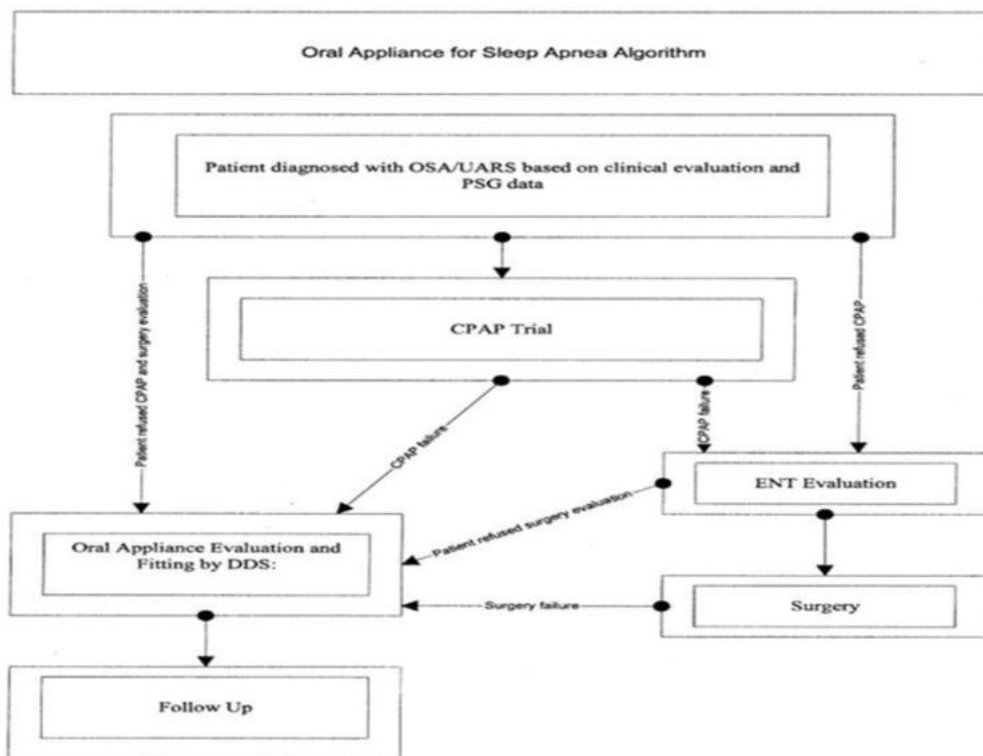 Oral Appliance for Sleep Apnea Algorithm
Patient diagnosed with OSA/UARS based on clinical evaluation and
PSG data
Patient refused CPAP and surgery evaluation
CPAP Trial
Patient refused CPAP
CPAP failure
CPAP failure
ENT Evaluation
Patient refused surgery evaluation
Oral Appliance Evaluation and
Fitting by DDS:
Surgery failure
Surgery
Follow Up